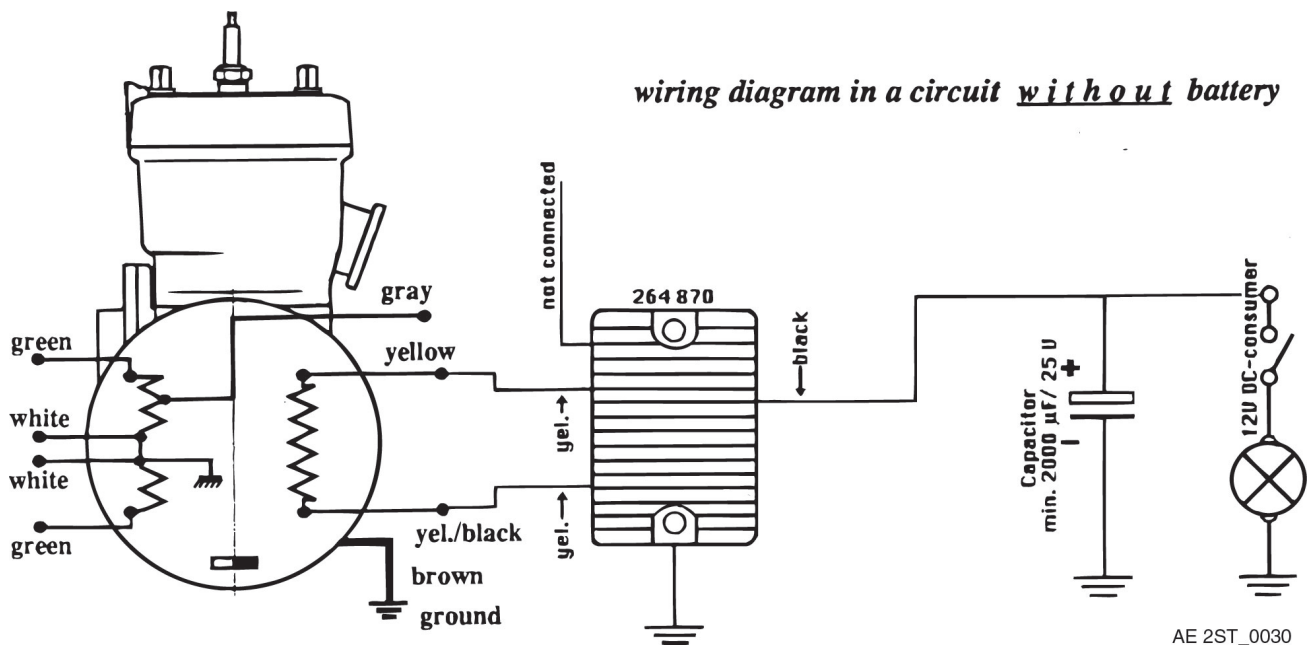 wiring diagram in a circuit without battery
not connected
264 870
gray
green
yellow
black
12V DC-consumer
Capacitor
min. 2000 µF/ 25 V
+
−
white
yel.→
white
yel.→
green
yel./black
brown
ground
AE 2ST_0030